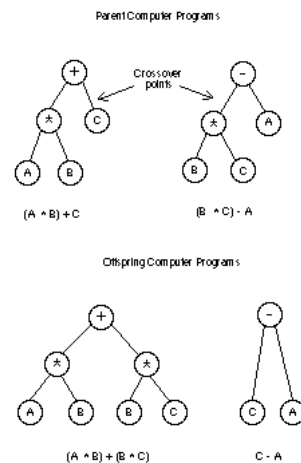 Parent Computer Programs
+
Crossover
points
-
*
C
*
A
A
B
B
C
(A * B) + C
(B * C) - A
Offspring Computer Programs
+
-
*
*
A
B
B
C
C
A
(A * B) + (B * C)
C - A